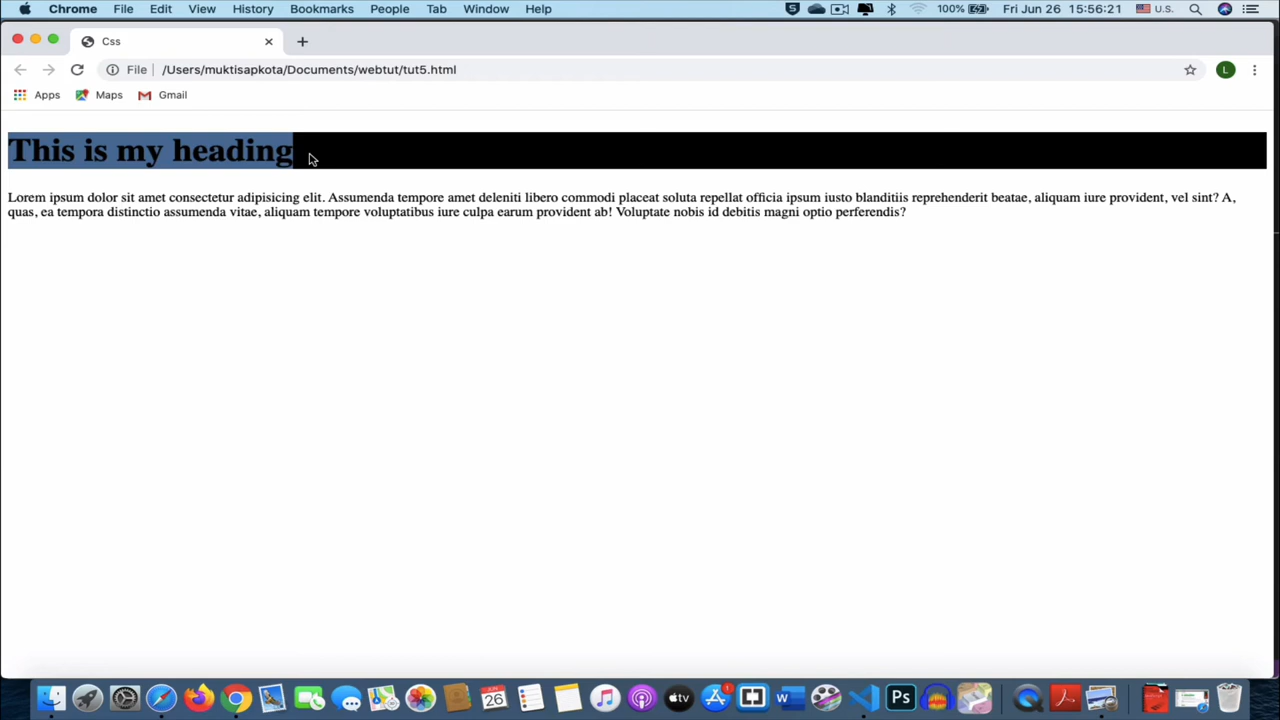 Chrome File Edit View History Bookmarks People Tab Window Help 100% Fri Jun 26 15:56:21 U.S.
Css
File /Users/muktisapkota/Documents/webtut/tut5.html L
Apps Maps Gmail
This is my heading
Lorem ipsum dolor sit amet consectetur adipisicing elit. Assumenda tempore amet deleniti libero commodi placeat soluta repellat officia ipsum iusto blanditiis reprehenderit beatae, aliquam iure provident, vel sint? A,
quas, ea tempora distinctio assumenda vitae, aliquam tempore voluptatibus iure culpa earum provident ab! Voluptate nobis id debitis magni optio perferendis?
26 tv 1 W Ps